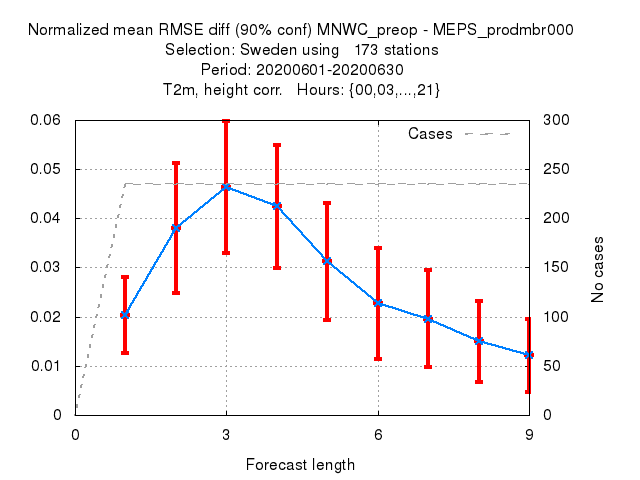 Normalized mean RMSE diff (90% conf) MNWC_preop - MEPS_prodmbr000
Selection: Sweden using 173 stations
Period: 20200601-20200630
T2m, height corr. Hours: {00,03,...,21}
0.06
0.05
0.04
0.03
0.02
0.01
0
Cases
300
250
200
150
100
50
0
No cases
0 3 6 9
Forecast length